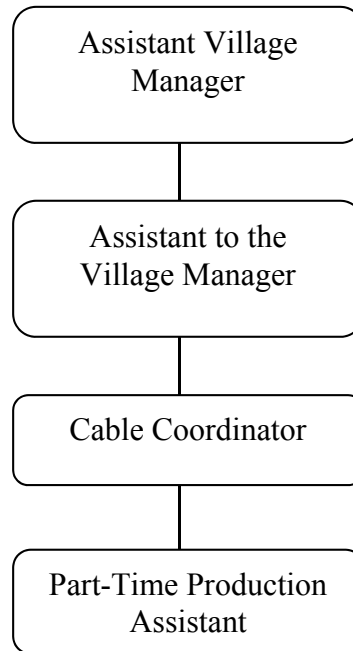 Assistant Village
Manager
Assistant to the
Village Manager
Cable Coordinator
Part-Time Production
Assistant